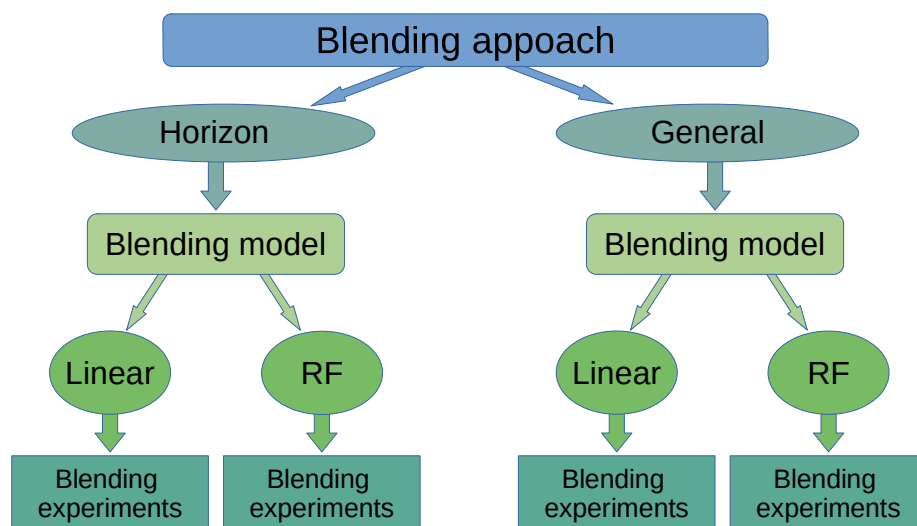 Blending appoach
Horizon
General
Blending model
Blending model
Linear
RF
Linear
RF
Blending
experiments
Blending
experiments
Blending
experiments
Blending
experiments